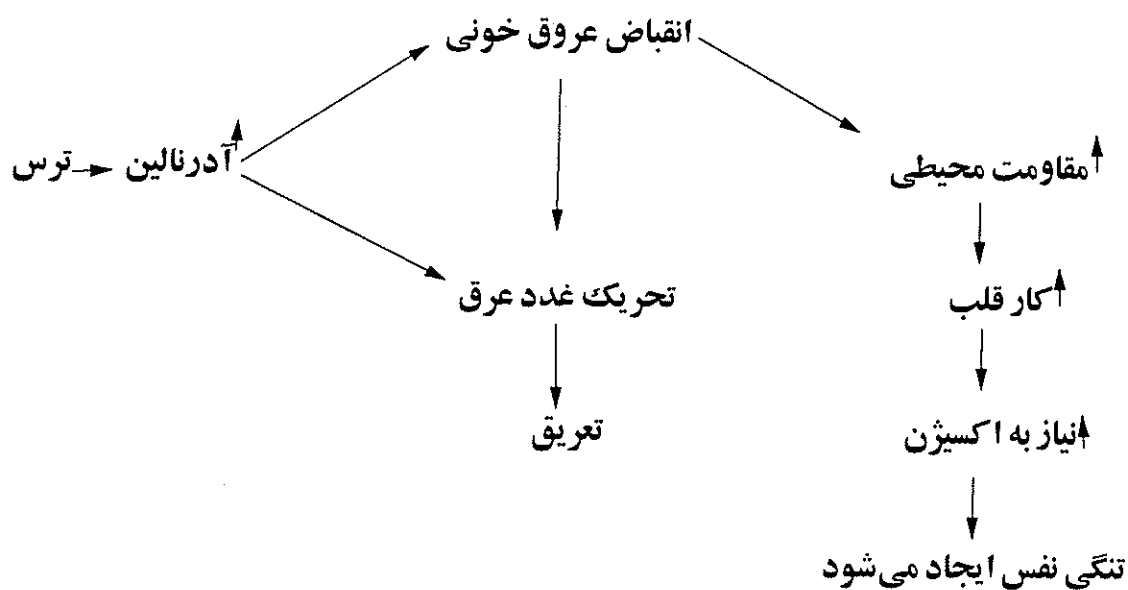 انقباض عروق خونی
ترس
آدرنالین
مقاومت محیطی
تحریک غدد عرق
کار قلب
تعریق
نیاز به اکسیژن
تنگی نفس ایجاد می‌شود